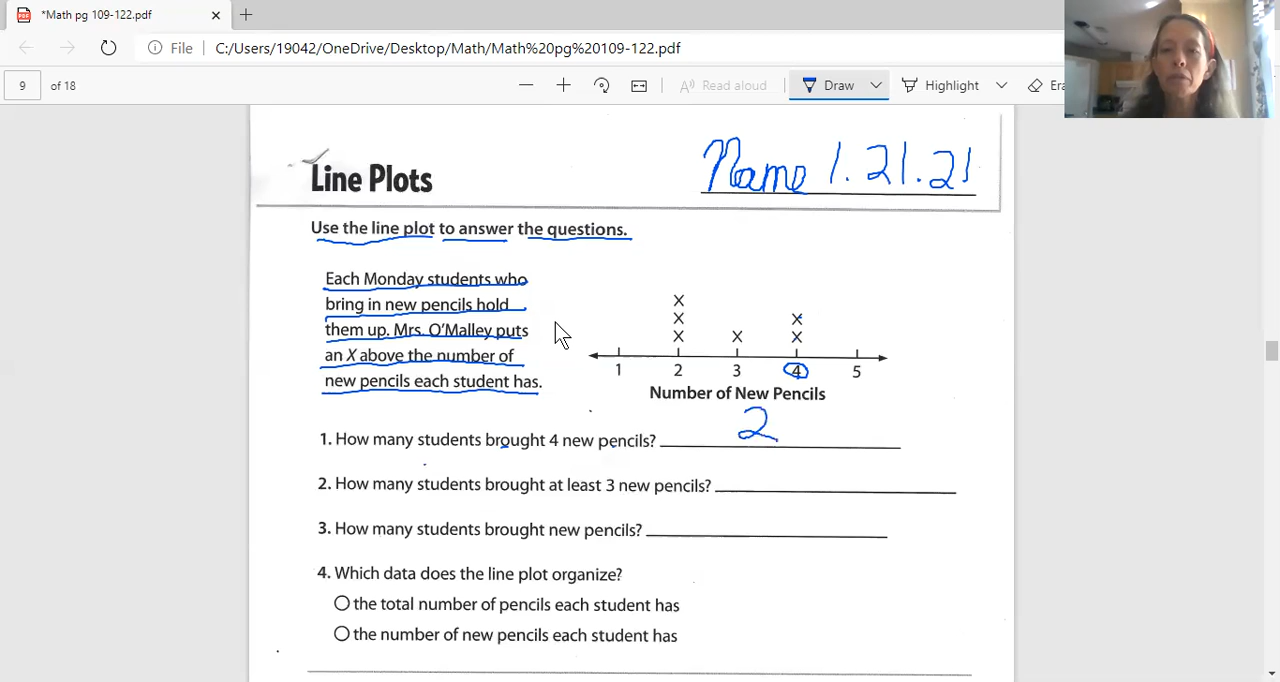 *Math pg 109-122.pdf
File C:/Users/19042/OneDrive/Desktop/Math/Math%20pg%20109-122.pdf
9 of 18 Read aloud Draw Highlight Era
Line Plots
Name 1.21.21
Use the line plot to answer the questions.
Each Monday students who
bring in new pencils hold
them up. Mrs. O'Malley puts
an X above the number of
new pencils each student has.
X
X X
X X X
1 2 3 4 5
Number of New Pencils
1. How many students brought 4 new pencils? 2
2. How many students brought at least 3 new pencils?
3. How many students brought new pencils?
4. Which data does the line plot organize?
the total number of pencils each student has
the number of new pencils each student has